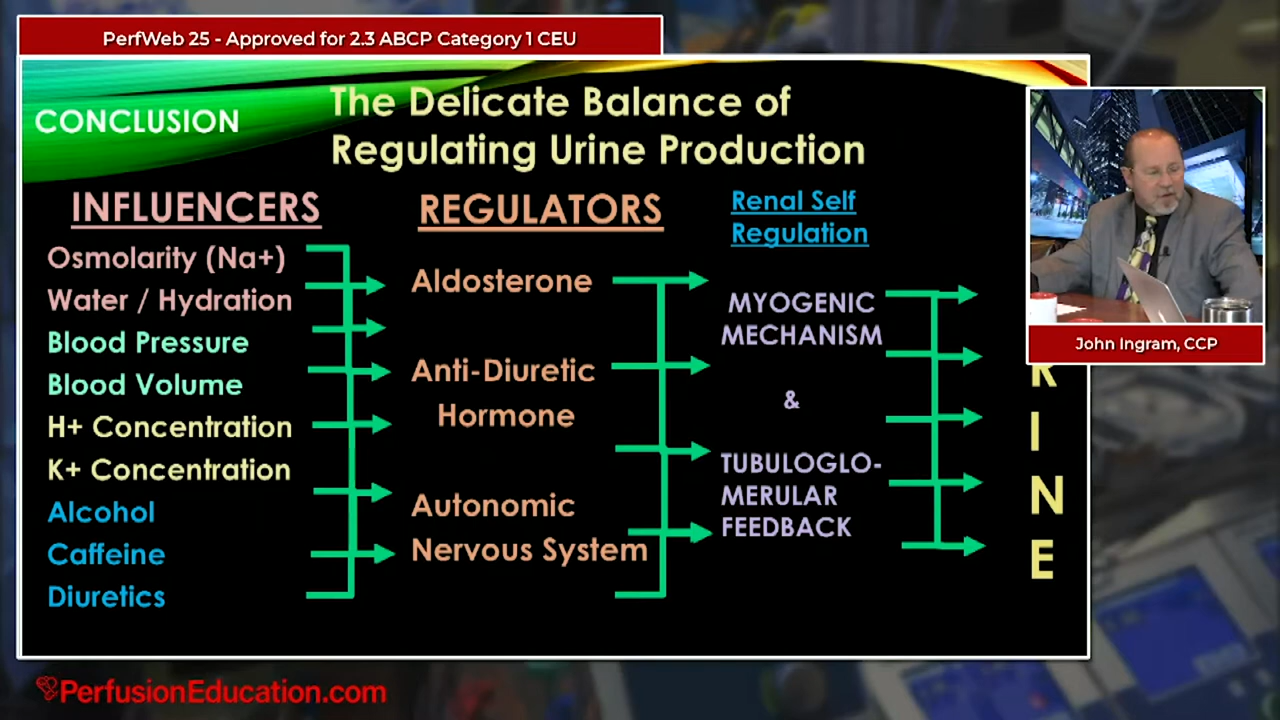 PerfWeb 25 - Approved for 2.3 ABCP Category 1 CEU
CONCLUSION
The Delicate Balance of
Regulating Urine Production
INFLUENCERS
Osmolarity (Na+)
Water / Hydration
Blood Pressure
Blood Volume
H+ Concentration
K+ Concentration
Alcohol
Caffeine
Diuretics
REGULATORS
Aldosterone
Anti-Diuretic
Hormone
Autonomic
Nervous System
Renal Self
Regulation
MYOGENIC
MECHANISM
&
TUBULOGLO-
MERULAR
FEEDBACK
R
I
N
E
John Ingram, CCP
PerfusionEducation.com